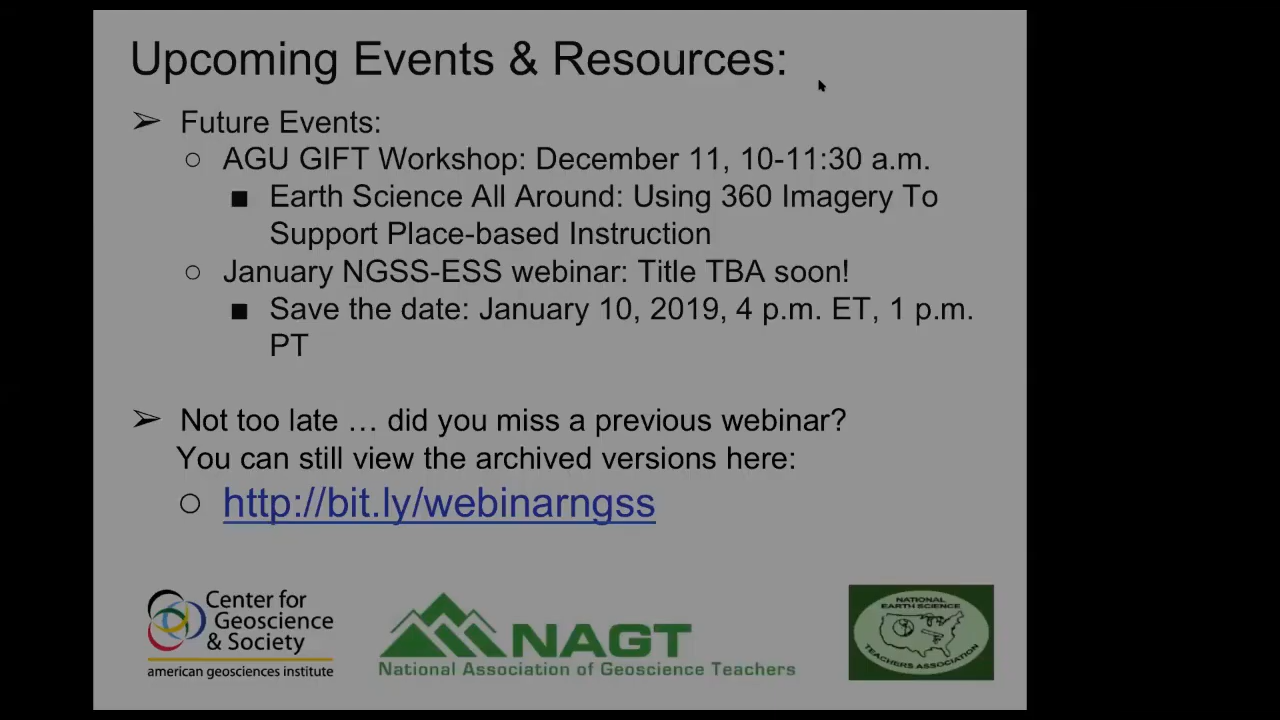 Upcoming Events & Resources:
➢ Future Events:
○ AGU GIFT Workshop: December 11, 10-11:30 a.m.
■ Earth Science All Around: Using 360 Imagery To
Support Place-based Instruction
○ January NGSS-ESS webinar: Title TBA soon!
■ Save the date: January 10, 2019, 4 p.m. ET, 1 p.m.
PT
➢ Not too late … did you miss a previous webinar?
You can still view the archived versions here:
○ http://bit.ly/webinarngss
Center for
Geoscience
& Society
american geosciences institute
NAGT
National Association of Geoscience Teachers
NATIONAL
EARTH SCIENCE
TEACHERS ASSOCIATION